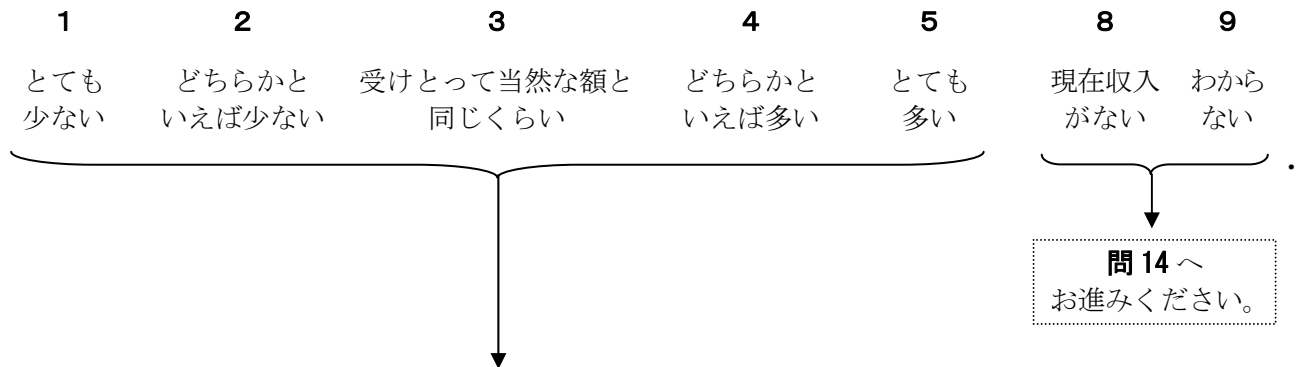 1 2 3 4 5 8 9
とても どちらかと 受けとって当然な額と どちらかと とても 現在収入 わから
少ない いえば少ない 同じくらい いえば多い 多い がない ない
.
問14へ
お進みください。